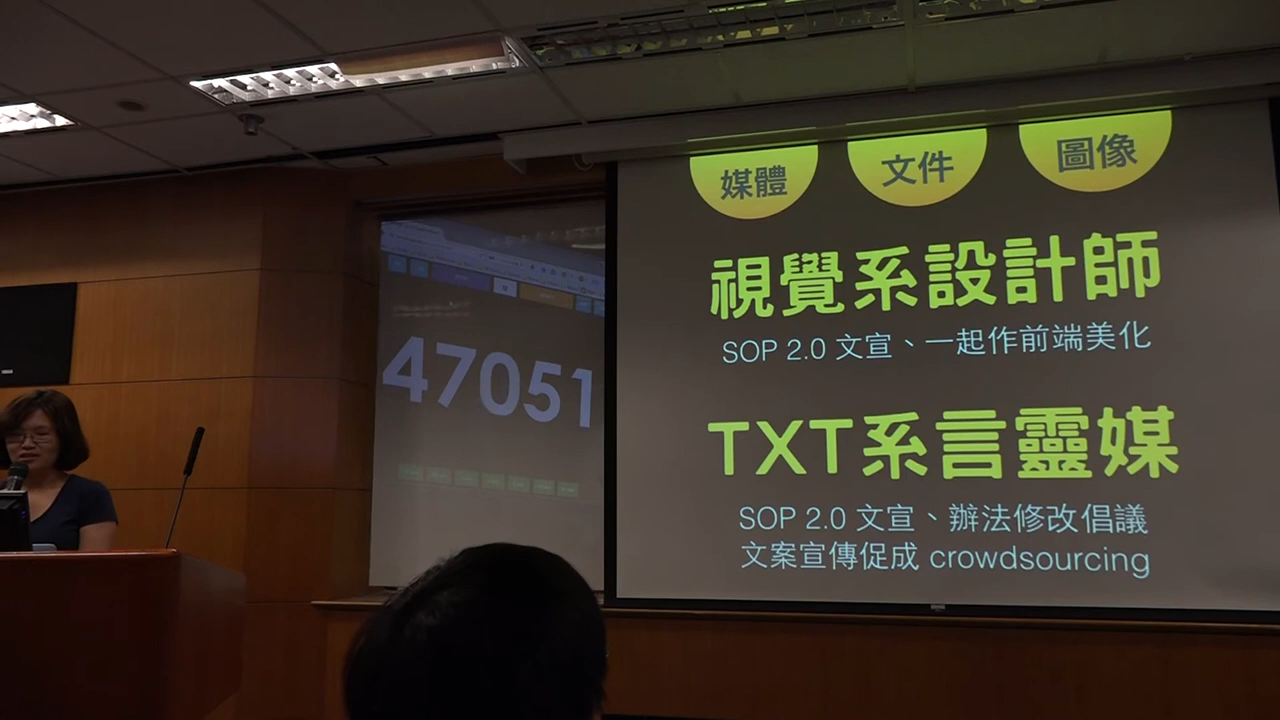 媒體
文件
圖像
視覺系設計師
SOP 2.0 文宣、一起作前端美化
TXT系言靈媒
SOP 2.0 文宣、辦法修改倡議
文案宣傳促成 crowdsourcing
47051